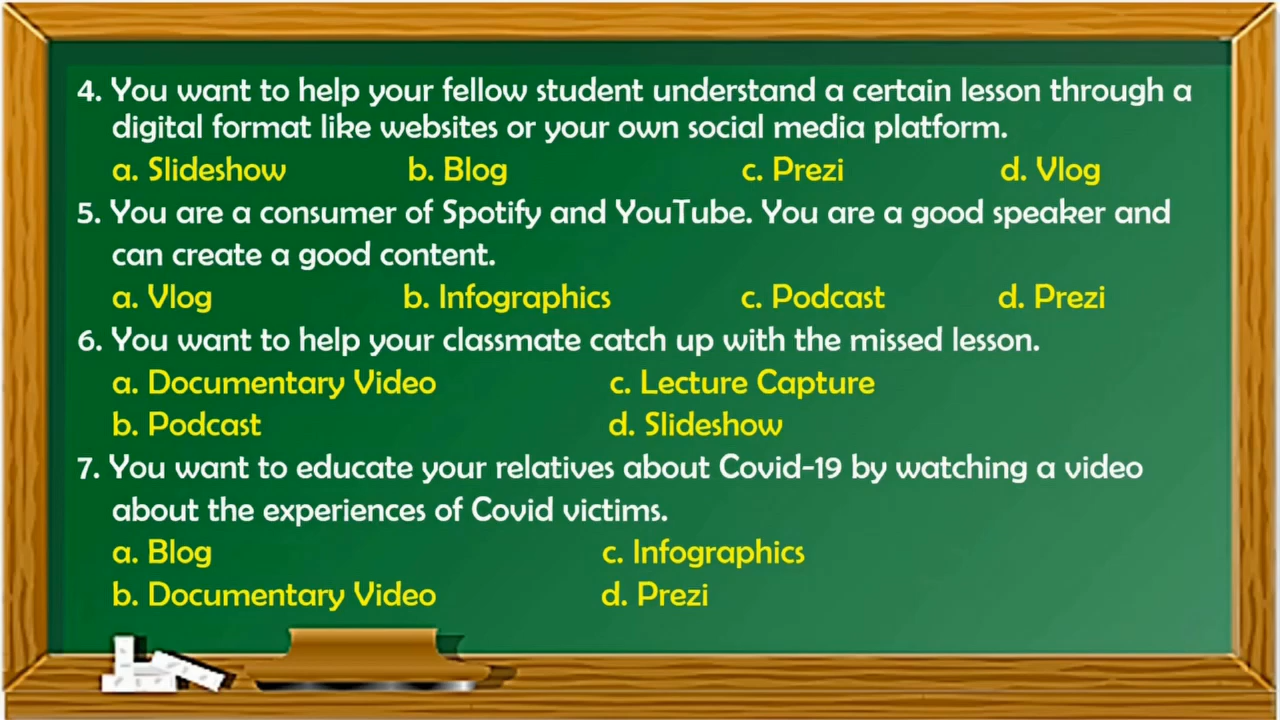 4. You want to help your fellow student understand a certain lesson through a
digital format like websites or your own social media platform.
a. Slideshow b. Blog c. Prezi d. Vlog
5. You are a consumer of Spotify and YouTube. You are a good speaker and
can create a good content.
a. Vlog b. Infographics c. Podcast d. Prezi
6. You want to help your classmate catch up with the missed lesson.
a. Documentary Video c. Lecture Capture
b. Podcast d. Slideshow
7. You want to educate your relatives about Covid-19 by watching a video
about the experiences of Covid victims.
a. Blog c. Infographics
b. Documentary Video d. Prezi